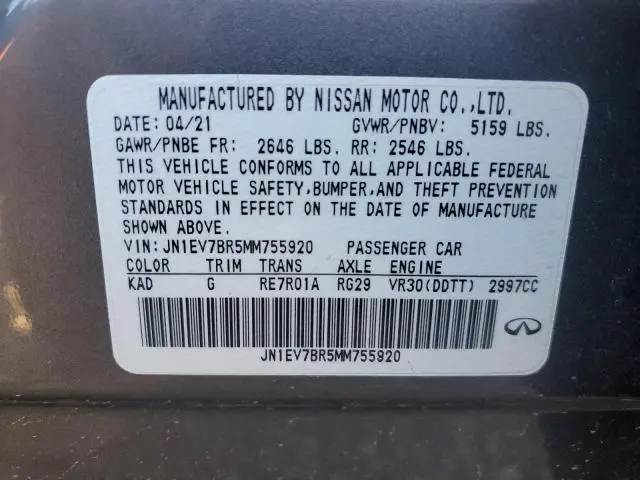 MANUFACTURED BY NISSAN MOTOR CO.,LTD.
DATE: 04/21 GVWR/PNBV: 5159 LBS.
GAWR/PNBE FR: 2646 LBS. RR: 2546 LBS.
THIS VEHICLE CONFORMS TO ALL APPLICABLE FEDERAL
MOTOR VEHICLE SAFETY,BUMPER,AND THEFT PREVENTION
STANDARDS IN EFFECT ON THE DATE OF MANUFACTURE
SHOWN ABOVE.
VIN:JN1EV7BR5MM755920 PASSENGER CAR
COLOR TRIM TRANS AXLE ENGINE
KAD G RE7R01A RG29 VR30(DDTT) 2997CC
JN1EV7BR5MM755920